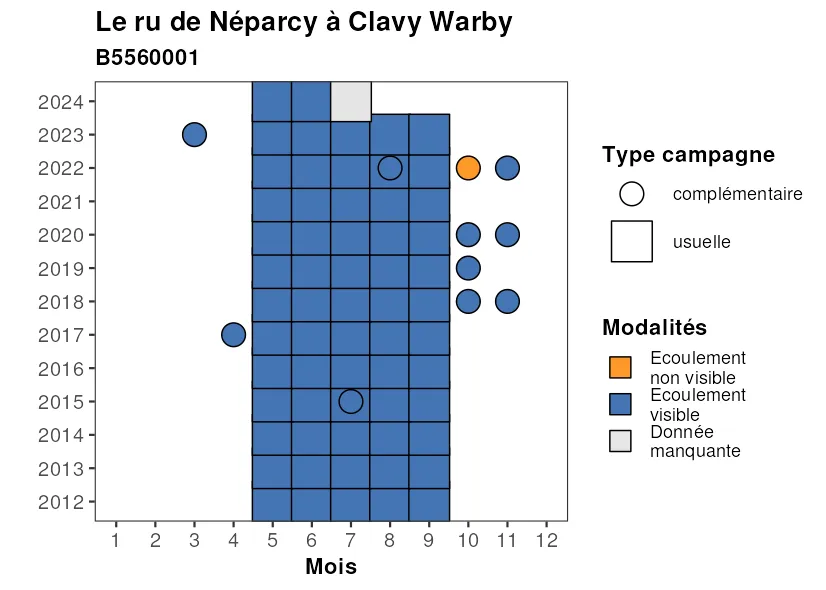 Le ru de Néparcy à Clavy Warby
B5560001
2024
2023
2022
2021
2020
2019
2018
2017
2016
2015
2014
2013
2012
1 2 3 4 5 6 7 8 9 10 11 12
Mois
Type campagne
complémentaire
usuelle
Modalités
Ecoulement
non visible
Ecoulement
visible
Donnée
manquante